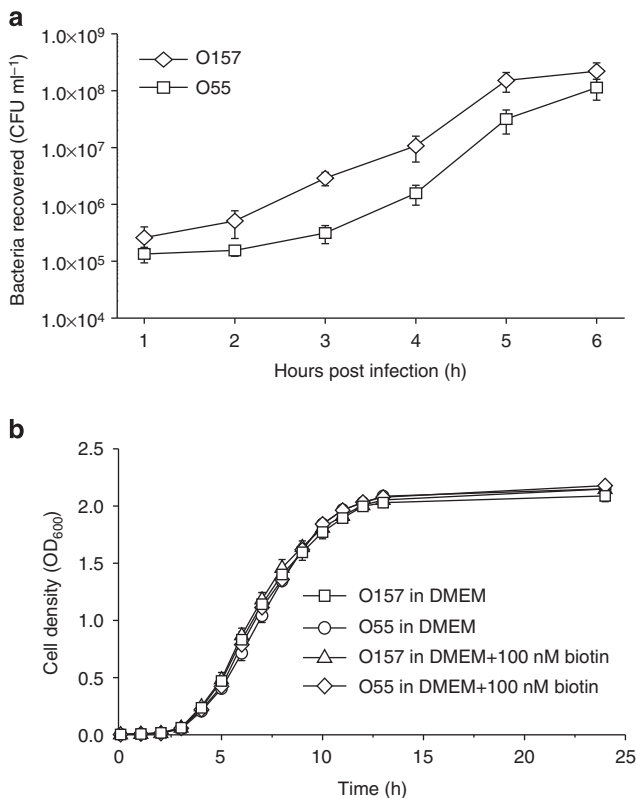 a
1.0×10⁹
1.0×10⁸
1.0×10⁷
1.0×10⁶
1.0×10⁵
1.0×10⁴
Bacteria recovered (CFU ml⁻¹)
O157
O55
1 2 3 4 5 6
Hours post infection (h)
b
2.5
2.0
1.5
1.0
0.5
0.0
Cell density (OD₆₀₀)
O157 in DMEM
O55 in DMEM
O157 in DMEM+100 nM biotin
O55 in DMEM+100 nM biotin
0 5 10 15 20 25
Time (h)